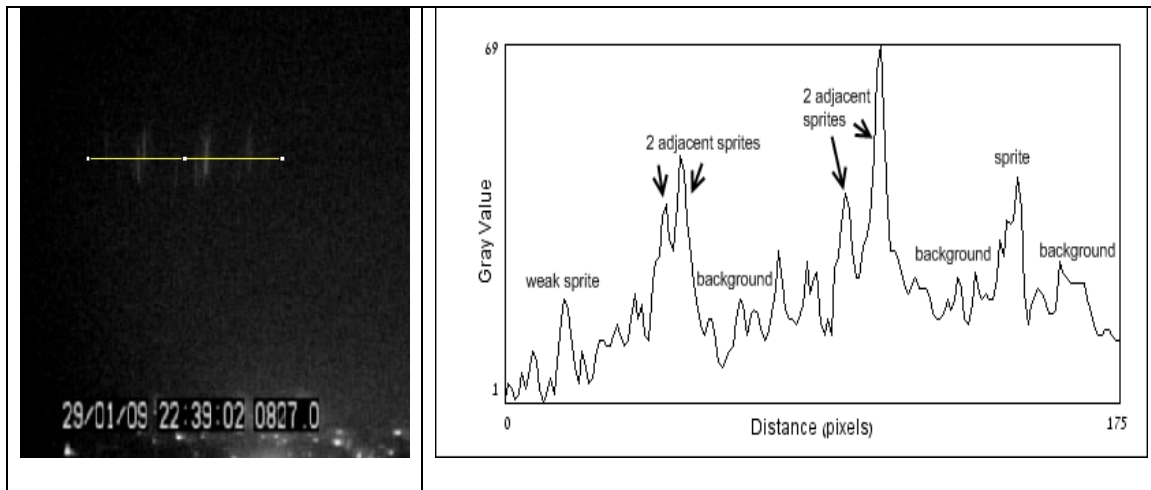 29/01/09 22:39:02 0807.0
69
2 adjacent
sprites
2 adjacent sprites
sprite
Gray Value
background
background
background
weak sprite
1
0
175
Distance (pixels)